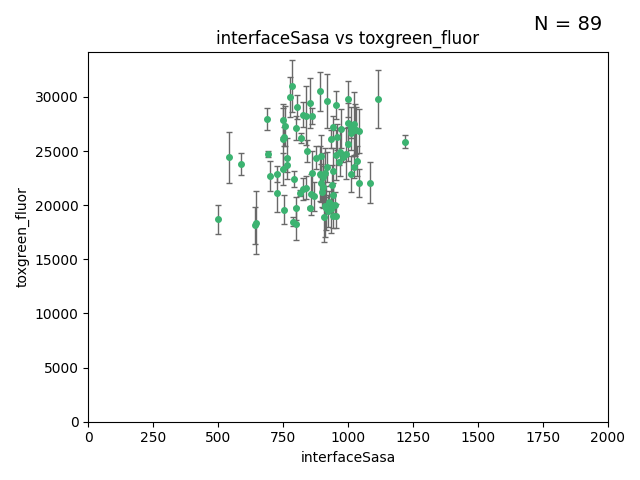 N = 89
interfaceSasa vs toxgreen_fluor
toxgreen_fluor
30000
25000
20000
15000
10000
5000
0
0 250 500 750 1000 1250 1500 1750 2000
interfaceSasa